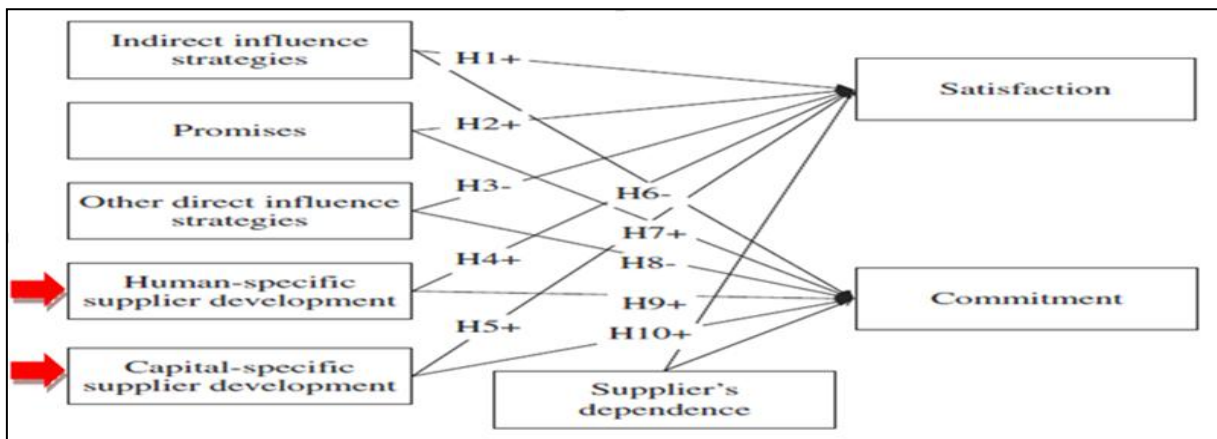 Indirect influence
strategies
Promises
Other direct influence
strategies
Human-specific
supplier development
Capital-specific
supplier development
H1+
H2+
H3-
H4+
H5+
H6-
H7+
H8-
H9+
H10+
Supplier's
dependence
Satisfaction
Commitment